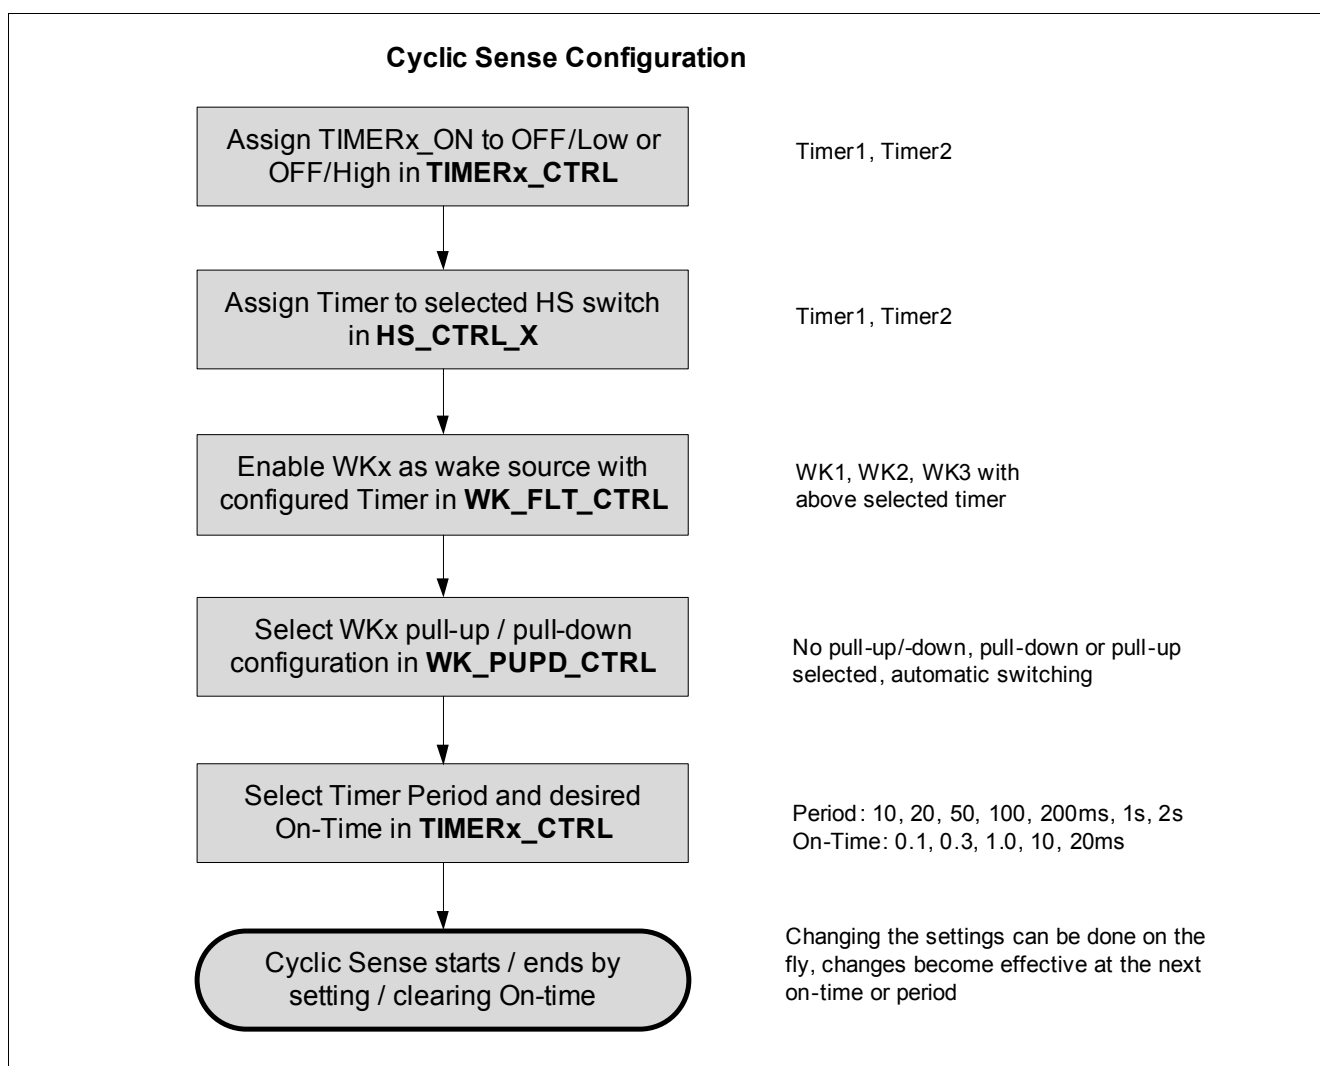 Cyclic Sense Configuration
Assign TIMERx_ON to OFF/Low or
OFF/High in TIMERx_CTRL
Timer1, Timer2
Assign Timer to selected HS switch
in HS_CTRL_X
Timer1, Timer2
Enable WKx as wake source with
configured Timer in WK_FLT_CTRL
WK1, WK2, WK3 with
above selected timer
Select WKx pull-up / pull-down
configuration in WK_PUPD_CTRL
No pull-up/-down, pull-down or pull-up
selected, automatic switching
Select Timer Period and desired
On-Time in TIMERx_CTRL
Period: 10, 20, 50, 100, 200ms, 1s, 2s
On-Time: 0.1, 0.3, 1.0, 10, 20ms
Cyclic Sense starts / ends by
setting / clearing On-time
Changing the settings can be done on the
fly, changes become effective at the next
on-time or period